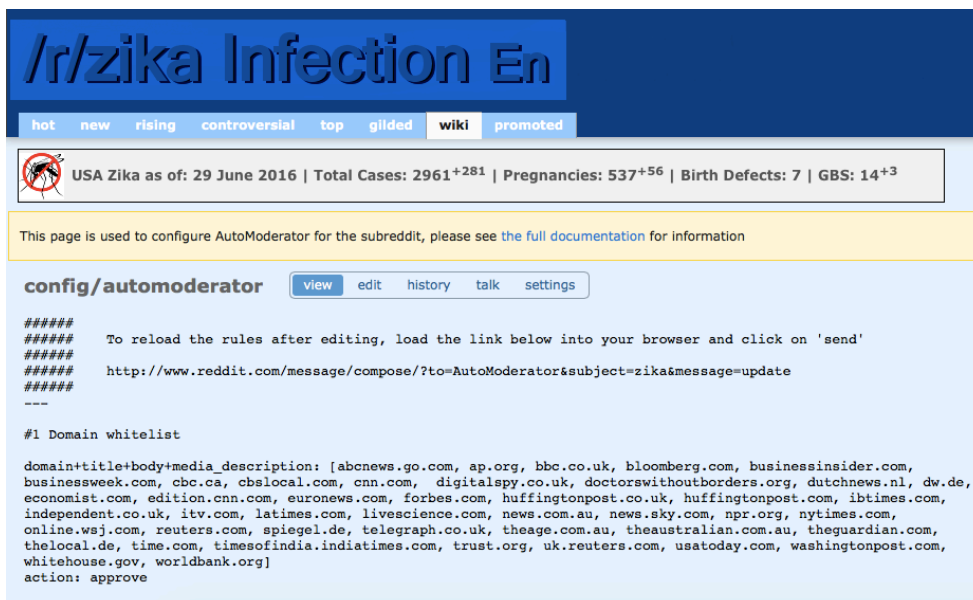 /r/zika Infection En
hot new rising controversial top gilded wiki promoted
USA Zika as of: 29 June 2016 | Total Cases: 2961+281 | Pregnancies: 537+56 | Birth Defects: 7 | GBS: 14+3
This page is used to configure AutoModerator for the subreddit, please see the full documentation for information
config/automoderator view edit history talk settings
######
###### To reload the rules after editing, load the link below into your browser and click on 'send'
######
###### http://www.reddit.com/message/compose/?to=AutoModerator&subject=zika&message=update
######
---
#1 Domain whitelist
domain+title+body+media_description: [abcnews.go.com, ap.org, bbc.co.uk, bloomberg.com, businessinsider.com,
businessweek.com, cbc.ca, cbslocal.com, cnn.com, digitalspy.co.uk, doctorswithoutborders.org, dutchnews.nl, dw.de,
economist.com, edition.cnn.com, euronews.com, forbes.com, huffingtonpost.co.uk, huffingtonpost.com, ibtimes.com,
independent.co.uk, itv.com, latimes.com, livescience.com, news.com.au, news.sky.com, npr.org, nytimes.com,
online.wsj.com, reuters.com, spiegel.de, telegraph.co.uk, theage.com.au, theaustralian.com.au, theguardian.com,
thelocal.de, time.com, timesofindia.indiatimes.com, trust.org, uk.reuters.com, usatoday.com, washingtonpost.com,
whitehouse.gov, worldbank.org]
action: approve